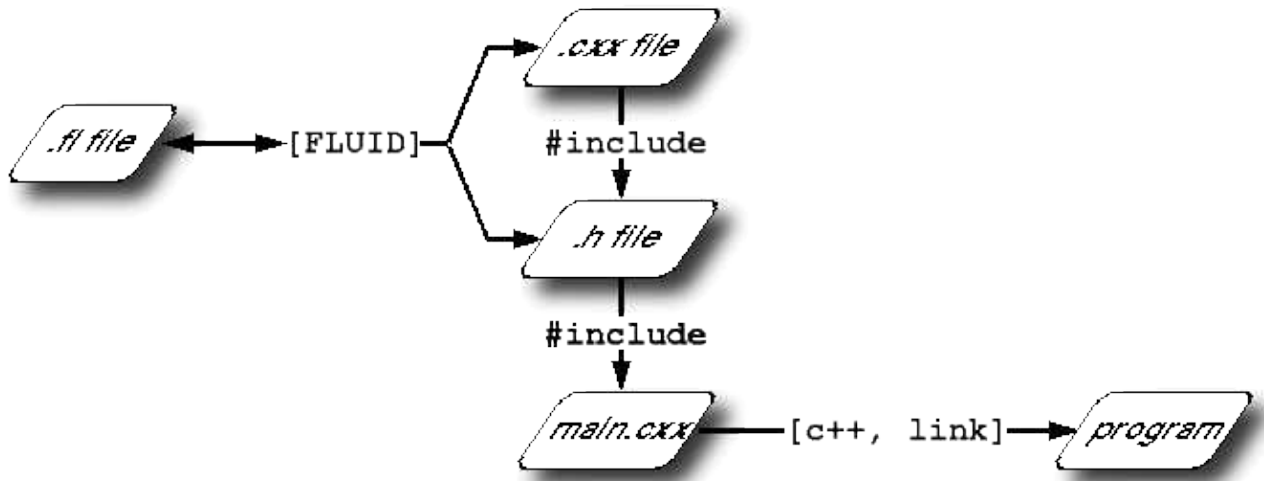 .cxx file
.fl file
[FLUID]
#include
.h file
#include
main.cxx
[c++, link]
program